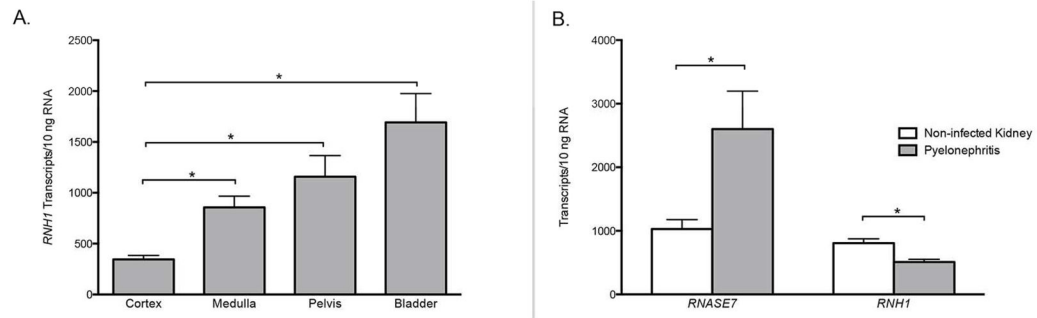 A.
RNH1 Transcripts/10 ng RNA
2500
2000
1500
1000
500
0
*
*
*
Cortex Medulla Pelvis Bladder
B.
Transcripts/10 ng RNA
4000
3000
2000
1000
0
*
*
Non-infected Kidney
Pyelonephritis
RNASE7 RNH1